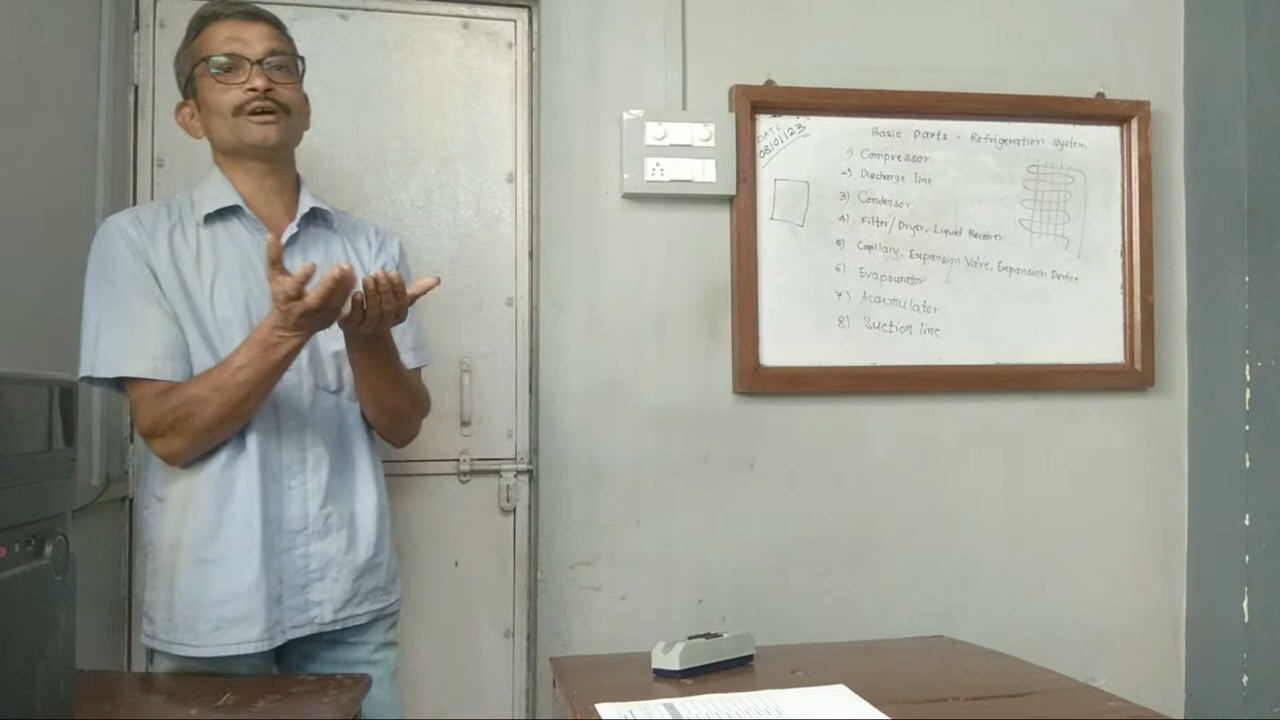 DATE
08/01/23
Basic Parts - Refrigeration System
1) Compressor
2) Discharge line
3) Condensor
4) Filter/Dryer, Liquid Receiver
5) Capillary, Expansion Valve, Expansion Device
6) Evapourator
7) Accumulator
8) Suction line